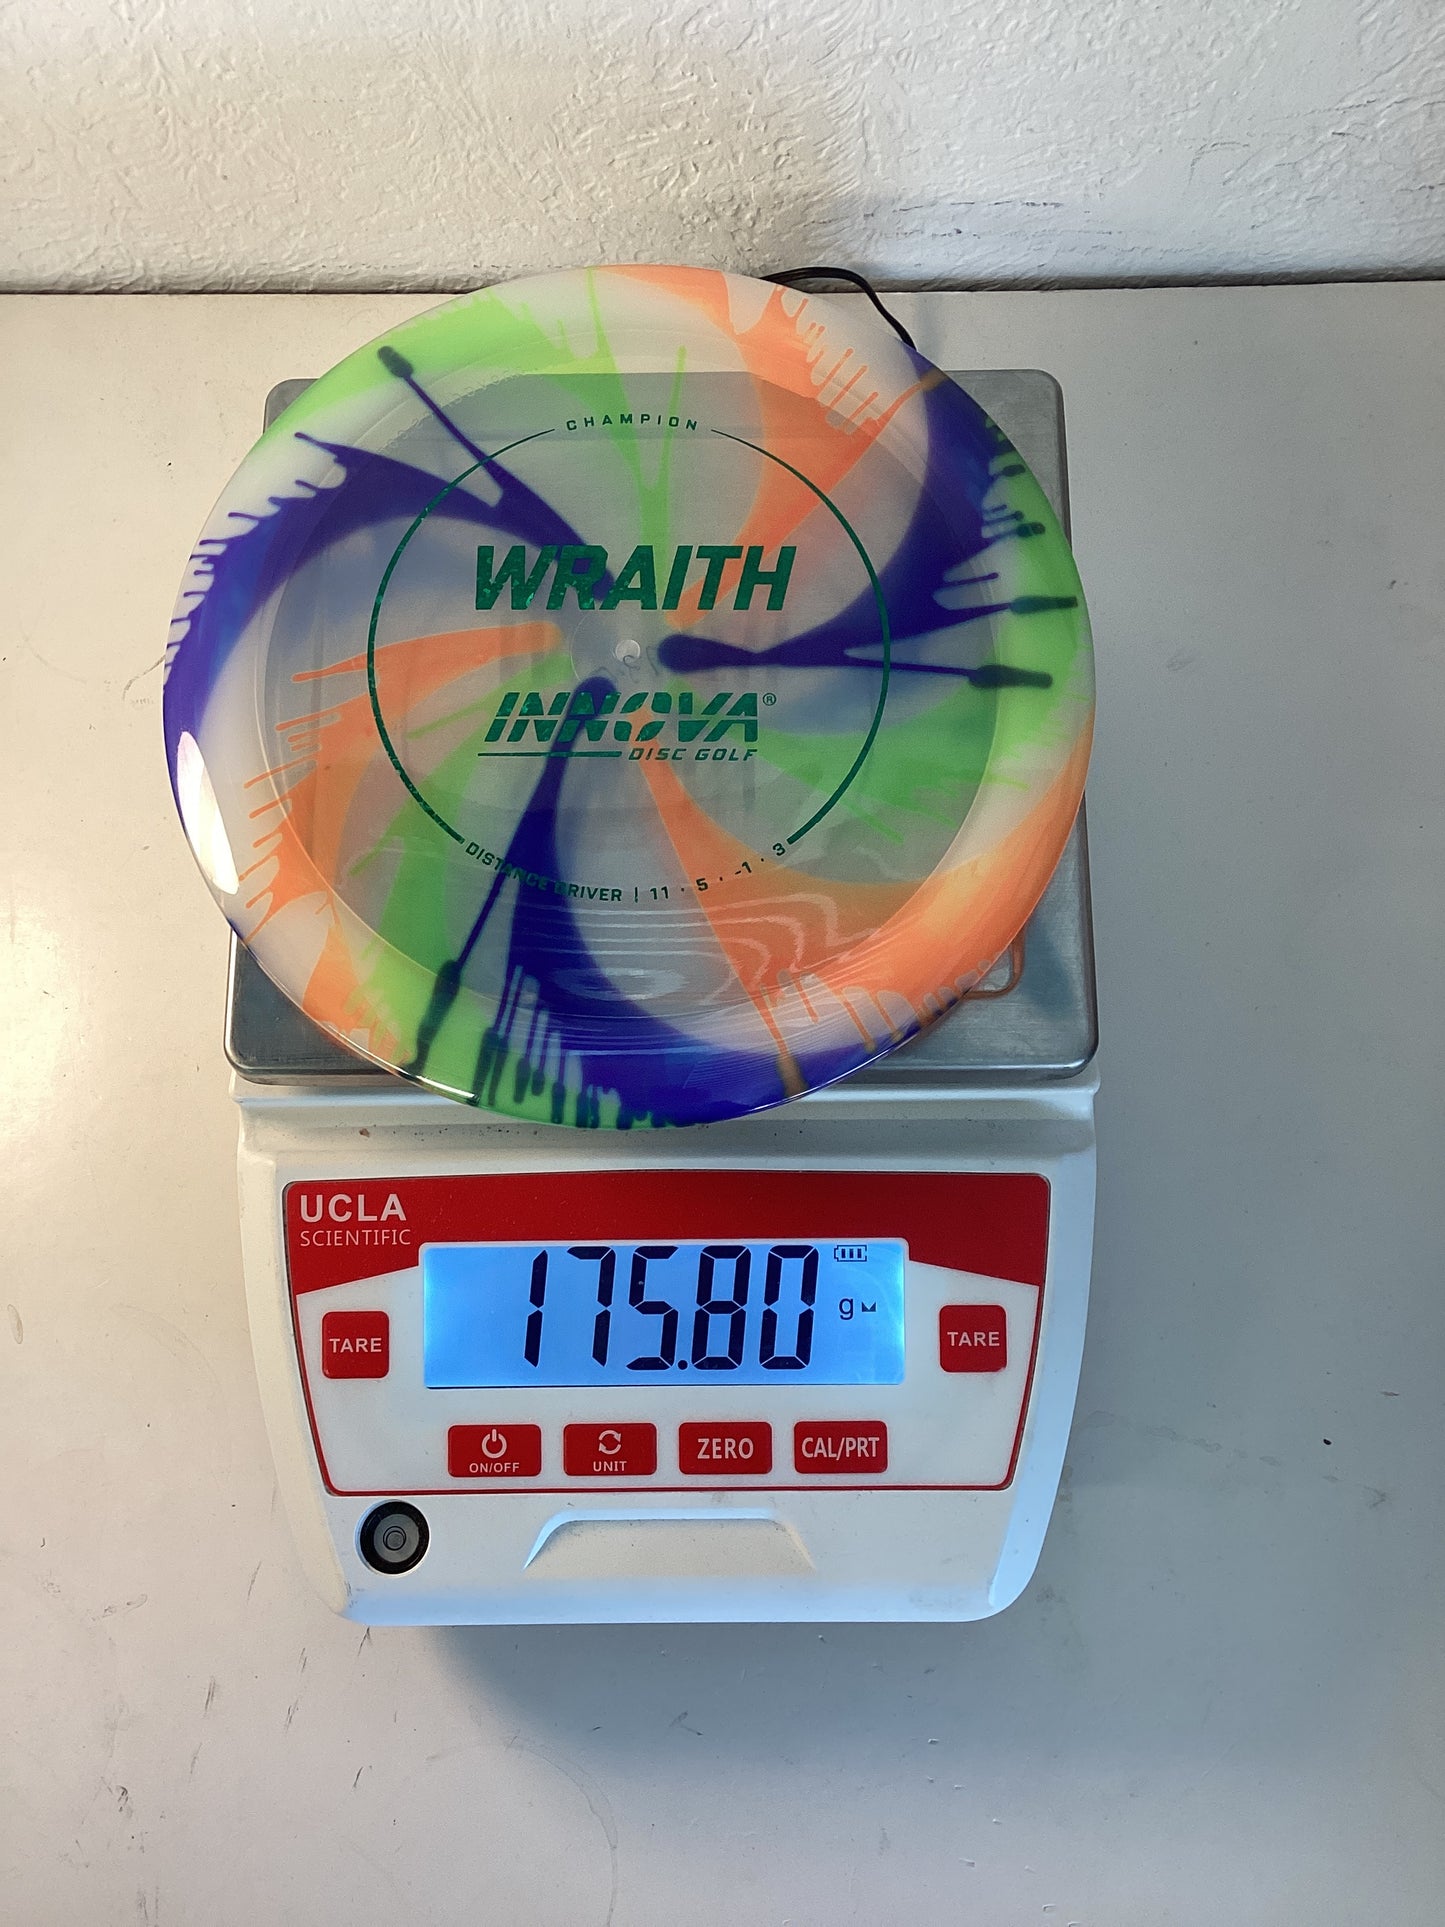 CHAMPION
WRAITH
INNOVA®
DISC GOLF
DISTANCE DRIVER | 11 · 5 · -1 · 3
UCLA
SCIENTIFIC
175.80 g
TARE
TARE
ON/OFF
UNIT
ZERO
CAL/PRT